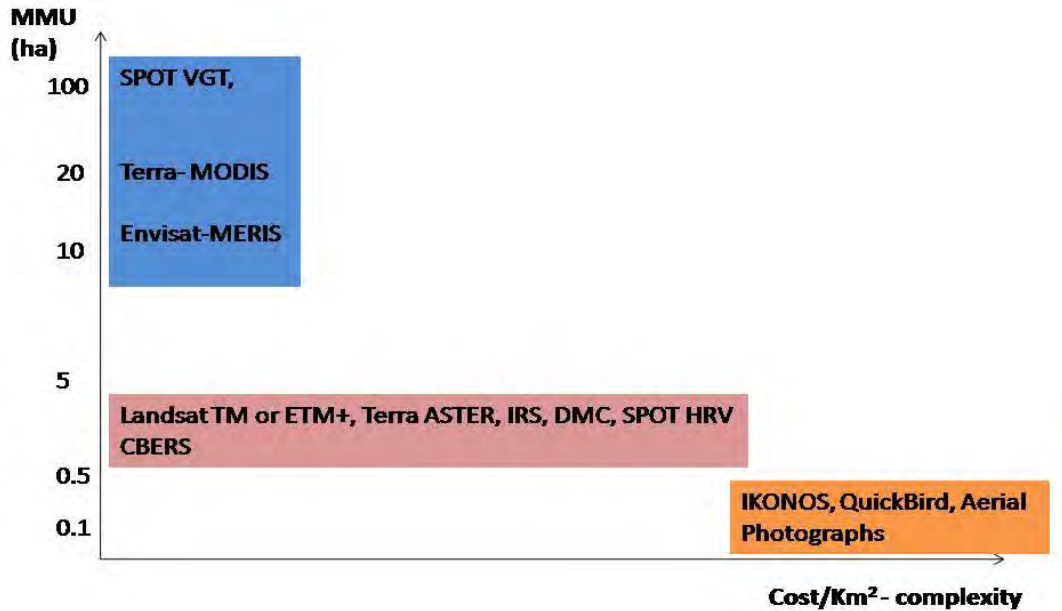 MMU
(ha)
100
SPOT VGT,
20
Terra- MODIS
Envisat-MERIS
10
5
Landsat TM or ETM+, Terra ASTER, IRS, DMC, SPOT HRV
CBERS
0.5
IKONOS, QuickBird, Aerial
Photographs
0.1
Cost/Km²- complexity